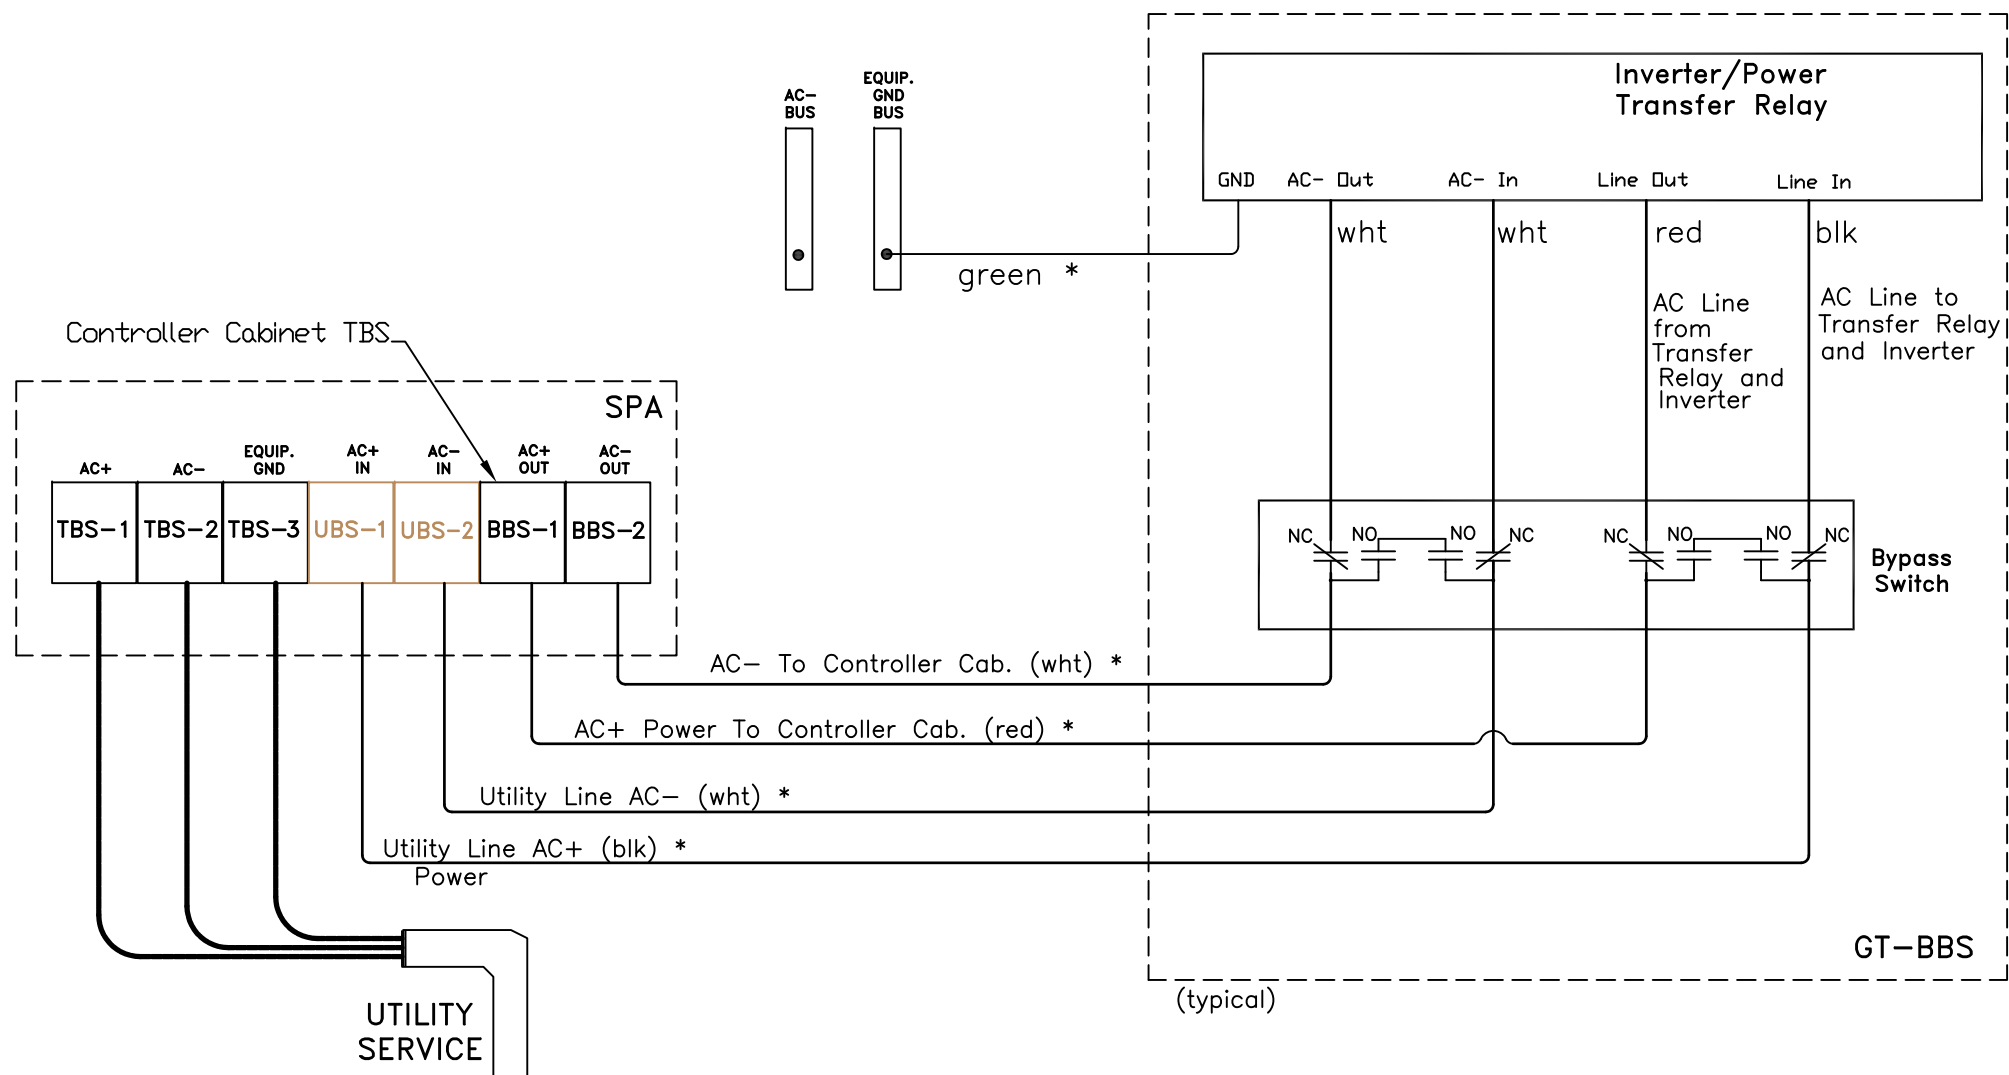 Inverter/Power
Transfer Relay
GND
AC- Out
AC- In
Line Out
Line In
EQUIP.
GND
BUS
AC-
BUS
wht
wht
red
blk
green *
AC Line
from
Transfer
Relay and
Inverter
AC Line to
Transfer Relay
and Inverter
Controller Cabinet TBS
SPA
AC+
AC-
EQUIP.
GND
AC+
IN
AC-
IN
AC+
OUT
AC-
OUT
TBS-1
TBS-2
TBS-3
UBS-1
UBS-2
BBS-1
BBS-2
NC
NO
NO
NC
NC
NO
NO
NC
Bypass
Switch
AC- To Controller Cab. (wht) *
AC+ Power To Controller Cab. (red) *
Utility Line AC- (wht) *
Utility Line AC+ (blk) *
Power
GT-BBS
(typical)
UTILITY
SERVICE